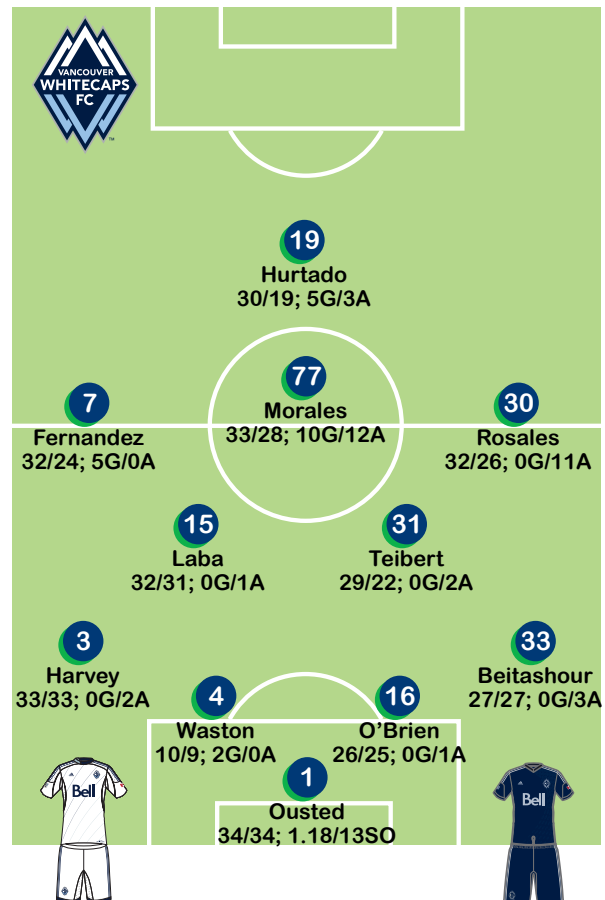 VANCOUVER
WHITECAPS
FC
TM
19
Hurtado
30/19; 5G/3A
77
Morales
33/28; 10G/12A
7
Fernandez
32/24; 5G/0A
30
Rosales
32/26; 0G/11A
15
Laba
32/31; 0G/1A
31
Teibert
29/22; 0G/2A
3
Harvey
33/33; 0G/2A
33
Beitashour
27/27; 0G/3A
4
Waston
10/9; 2G/0A
16
O’Brien
26/25; 0G/1A
1
Ousted
34/34; 1.18/13SO
Bell
Bell